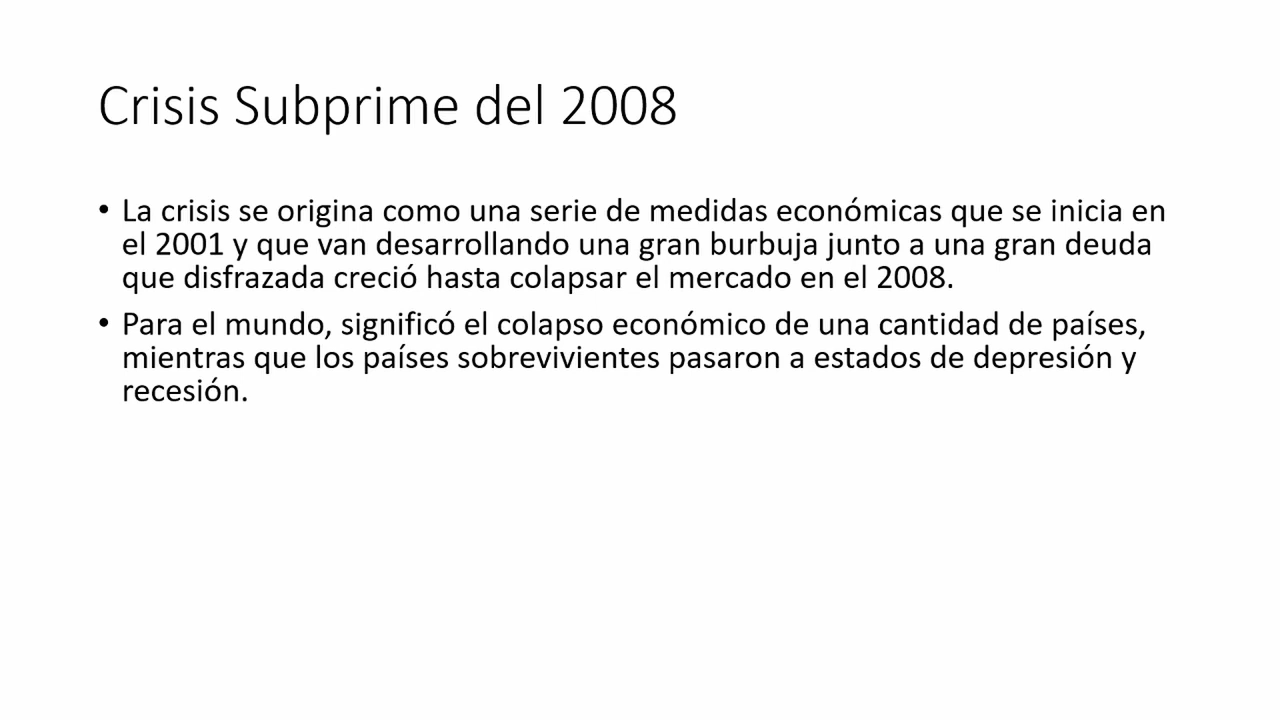 Crisis Subprime del 2008
• La crisis se origina como una serie de medidas económicas que se inicia en
el 2001 y que van desarrollando una gran burbuja junto a una gran deuda
que disfrazada creció hasta colapsar el mercado en el 2008.
• Para el mundo, significó el colapso económico de una cantidad de países,
mientras que los países sobrevivientes pasaron a estados de depresión y
recesión.